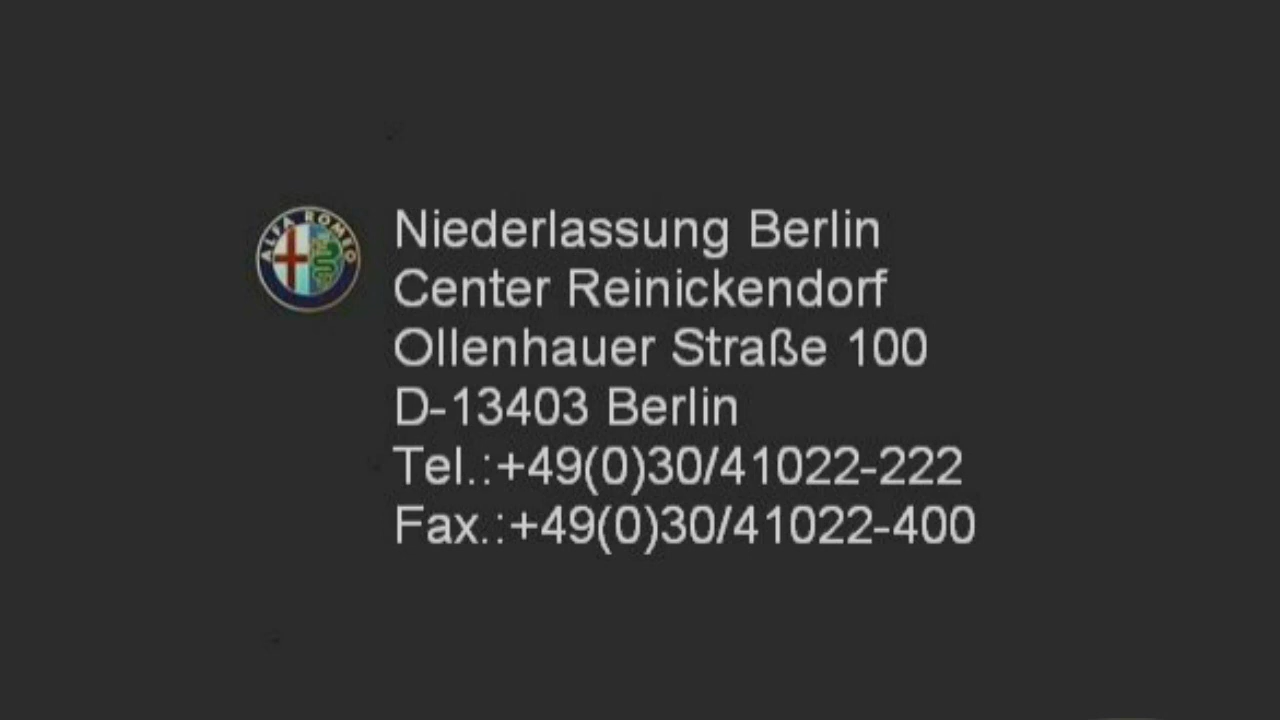 ALFA ROMEO
Niederlassung Berlin
Center Reinickendorf
Ollenhauer Straße 100
D-13403 Berlin
Tel.:+49(0)30/41022-222
Fax.:+49(0)30/41022-400